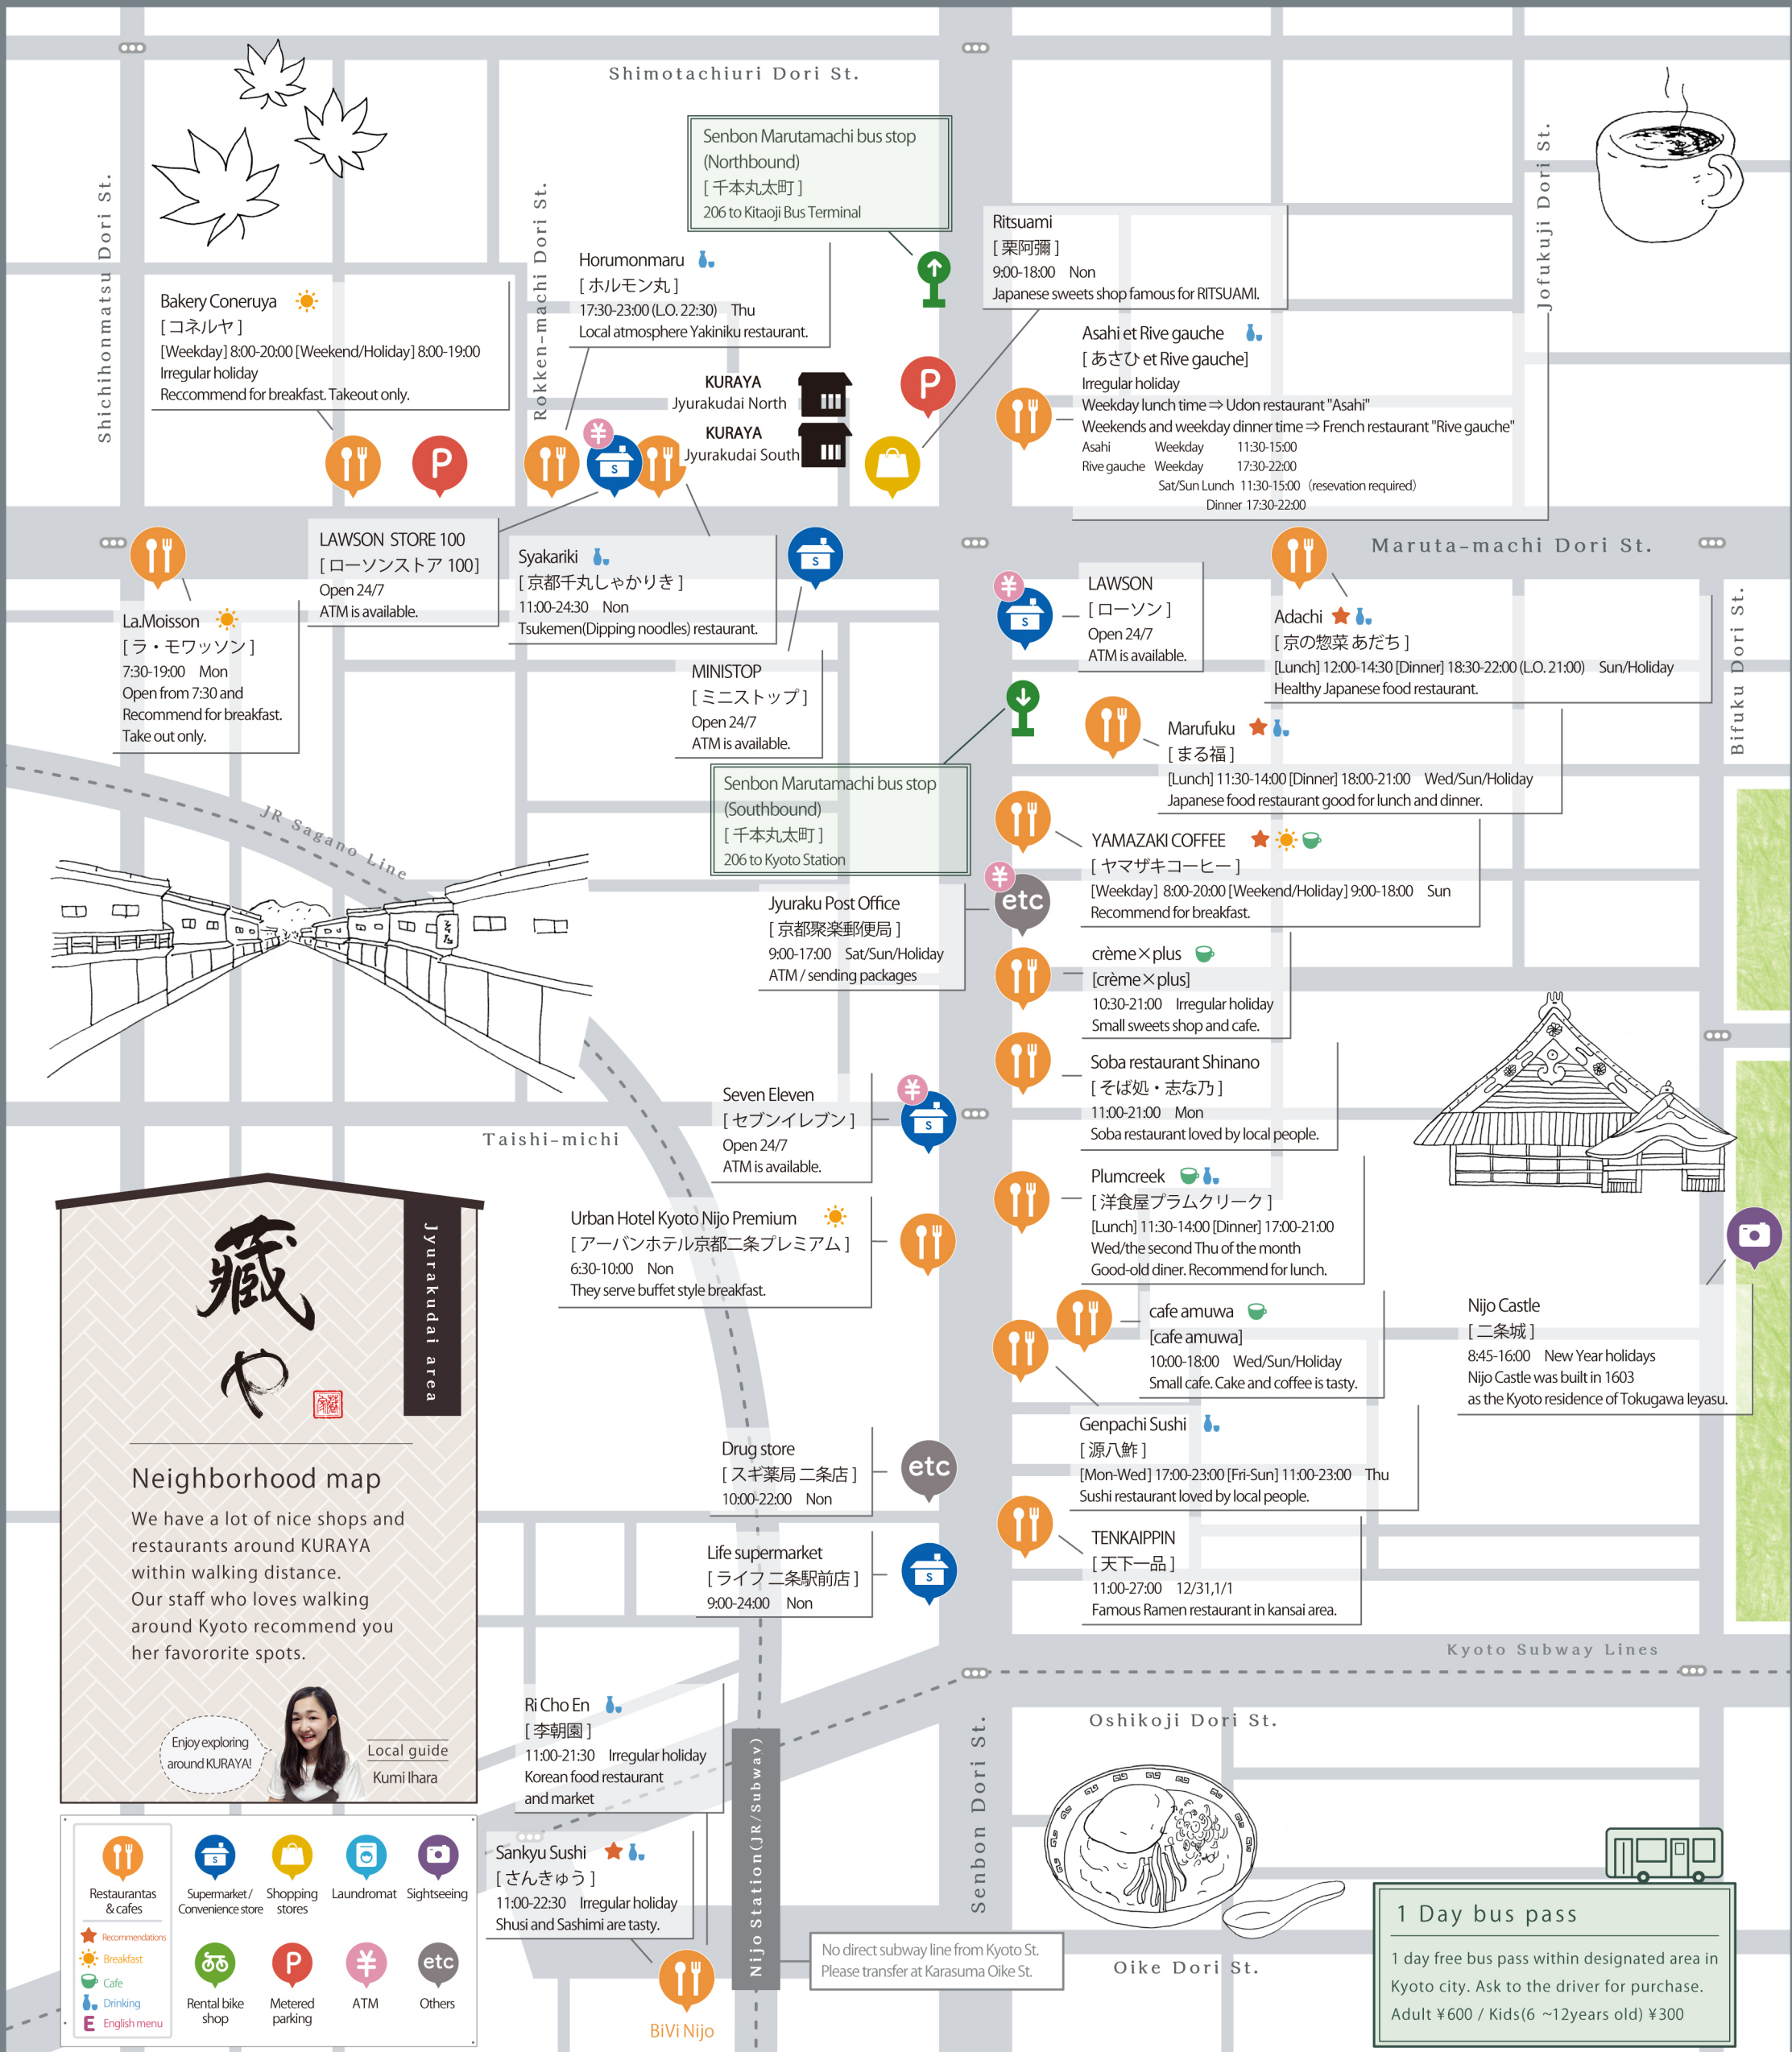 Shimotachiuri Dori St.
Shichihonmatsu Dori St.
Rokken-machi Dori St.
Jofukuji Dori St.
Senbon Marutamachi bus stop
(Northbound)
[ 千本丸太町 ]
206 to Kitaoji Bus Terminal
Ritsuami
[ 栗阿彌 ]
9:00-18:00 Non
Japanese sweets shop famous for RITSUAMI.
Horumonmaru
[ ホルモン丸 ]
17:30-23:00 (L.O. 22:30) Thu
Local atmosphere Yakiniku restaurant.
Bakery Coneruya
[ コネルヤ ]
[Weekday] 8:00-20:00 [Weekend/Holiday] 8:00-19:00
Irregular holiday
Reccommend for breakfast. Takeout only.
KURAYA
Jyurakudai North
KURAYA
Jyurakudai South
P
P
¥
S
Asahi et Rive gauche
[ あさひ et Rive gauche]
Irregular holiday
Weekday lunch time ⇒ Udon restaurant "Asahi"
Weekends and weekday dinner time ⇒ French restaurant "Rive gauche"
Asahi Weekday 11:30-15:00
Rive gauche Weekday 17:30-22:00
Sat/Sun Lunch 11:30-15:00 (resevation required)
Dinner 17:30-22:00
Maruta-machi Dori St.
Bifuku Dori St.
LAWSON STORE 100
[ ローソンストア 100]
Open 24/7
ATM is available.
Syakariki
[ 京都千丸しゃかりき ]
11:00-24:30 Non
Tsukemen(Dipping noodles) restaurant.
S
La.Moisson
[ ラ・モワッソン ]
7:30-19:00 Mon
Open from 7:30 and
Recommend for breakfast.
Take out only.
MINISTOP
[ ミニストップ ]
Open 24/7
ATM is available.
¥
S
LAWSON
[ ローソン ]
Open 24/7
ATM is available.
Adachi
[ 京の惣菜 あだち ]
[Lunch] 12:00-14:30 [Dinner] 18:30-22:00 (L.O. 21:00) Sun/Holiday
Healthy Japanese food restaurant.
Marufuku
[ まる福 ]
[Lunch] 11:30-14:00 [Dinner] 18:00-21:00 Wed/Sun/Holiday
Japanese food restaurant good for lunch and dinner.
Senbon Marutamachi bus stop
(Southbound)
[ 千本丸太町 ]
206 to Kyoto Station
JR Sagano Line
YAMAZAKI COFFEE
[ ヤマザキコーヒー ]
[Weekday] 8:00-20:00 [Weekend/Holiday] 9:00-18:00 Sun
Recommend for breakfast.
¥
etc
Jyuraku Post Office
[ 京都聚楽郵便局 ]
9:00-17:00 Sat/Sun/Holiday
ATM / sending packages
crème×plus
[crème×plus]
10:30-21:00 Irregular holiday
Small sweets shop and cafe.
Soba restaurant Shinano
[ そば処・志な乃 ]
11:00-21:00 Mon
Soba restaurant loved by local people.
Seven Eleven
[ セブンイレブン ]
Open 24/7
ATM is available.
¥
S
Taishi-michi
Plumcreek
[ 洋食屋プラムクリーク ]
[Lunch] 11:30-14:00 [Dinner] 17:00-21:00
Wed/the second Thu of the month
Good-old diner. Recommend for lunch.
Urban Hotel Kyoto Nijo Premium
[ アーバンホテル京都二条プレミアム ]
6:30-10:00 Non
They serve buffet style breakfast.
cafe amuwa
[cafe amuwa]
10:00-18:00 Wed/Sun/Holiday
Small cafe. Cake and coffee is tasty.
Nijo Castle
[ 二条城 ]
8:45-16:00 New Year holidays
Nijo Castle was built in 1603
as the Kyoto residence of Tokugawa Ieyasu.
Genpachi Sushi
[ 源八鮓 ]
[Mon-Wed] 17:00-23:00 [Fri-Sun] 11:00-23:00 Thu
Sushi restaurant loved by local people.
Drug store
[ スギ薬局 二条店 ]
10:00-22:00 Non
etc
TENKAIPPIN
[ 天下一品 ]
11:00-27:00 12/31,1/1
Famous Ramen restaurant in kansai area.
Life supermarket
[ ライフ 二条駅前店 ]
9:00-24:00 Non
S
Kyoto Subway Lines
Oshikoji Dori St.
Senbon Dori St.
Oike Dori St.
Ri Cho En
[ 李朝園 ]
11:00-21:30 Irregular holiday
Korean food restaurant
and market
Sankyu Sushi
[ さんきゅう ]
11:00-22:30 Irregular holiday
Shusi and Sashimi are tasty.
BiVi Nijo
Nijo Station(JR/Subway)
No direct subway line from Kyoto St.
Please transfer at Karasuma Oike St.
蔵や
Jyurakudai area
Neighborhood map
We have a lot of nice shops and
restaurants around KURAYA
within walking distance.
Our staff who loves walking
around Kyoto recommend you
her favororite spots.
Enjoy exploring
around KURAYA!
Local guide
Kumi Ihara
Restaurantas
& cafes
Recommendations
Breakfast
Cafe
Drinking
E English menu
S
Supermarket /
Convenience store
Shopping
stores
Laundromat
Sightseeing
Rental bike
shop
P
Metered
parking
¥
ATM
etc
Others
1 Day bus pass
1 day free bus pass within designated area in
Kyoto city. Ask to the driver for purchase.
Adult ¥600 / Kids(6 ~12years old) ¥300